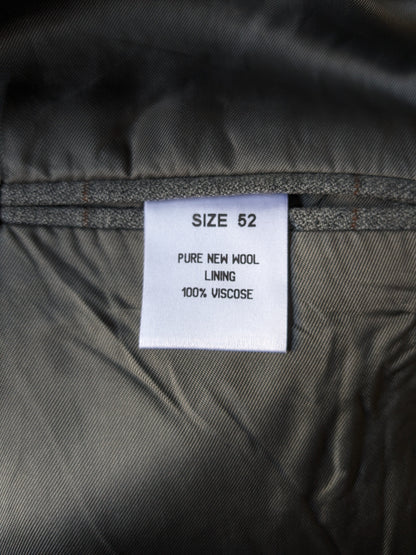 SIZE 52
PURE NEW WOOL
LINING
100% VISCOSE